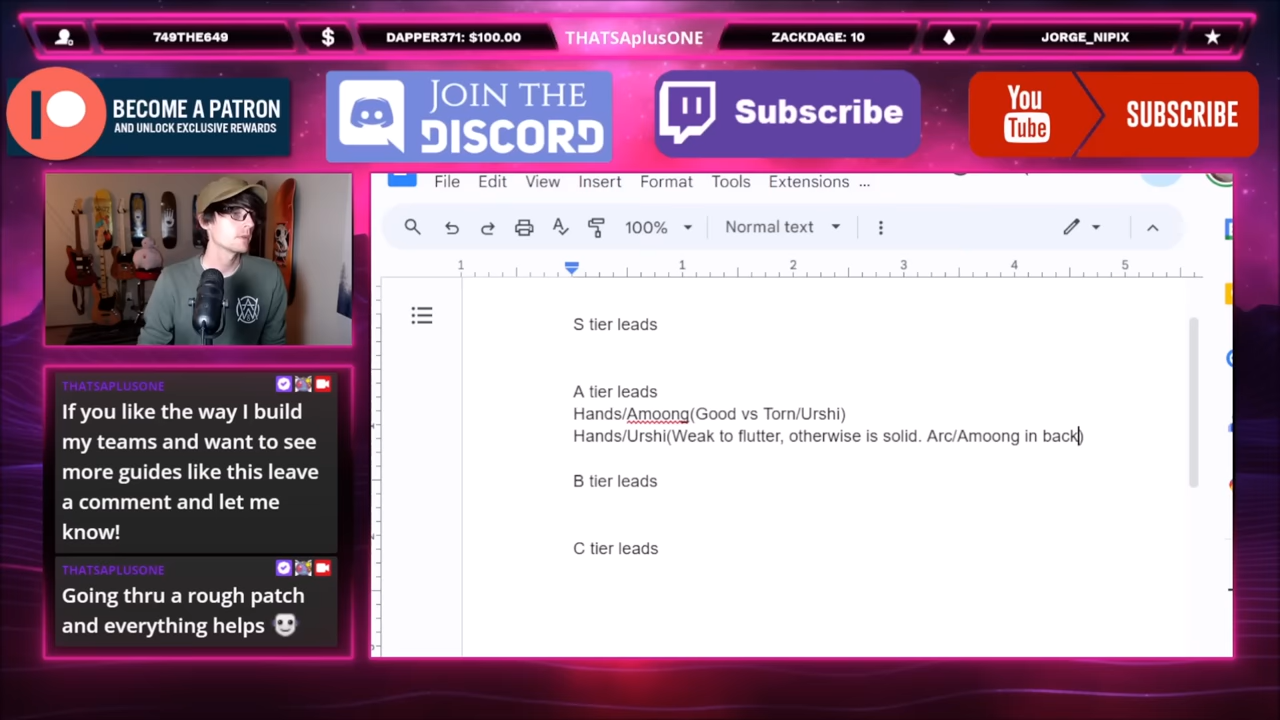 749THE649
$
DAPPER371: $100.00
THATSAplusONE
ZACKDAGE: 10
JORGE_NIPIX
BECOME A PATRON
AND UNLOCK EXCLUSIVE REWARDS
JOIN THE
DISCORD
Subscribe
You
Tube
SUBSCRIBE
File Edit View Insert Format Tools Extensions ...
100% Normal text
1 1 2 3 4 5
S tier leads
A tier leads
Hands/Amoong(Good vs Torn/Urshi)
Hands/Urshi(Weak to flutter, otherwise is solid. Arc/Amoong in back)
B tier leads
C tier leads
THATSAPLUSONE
If you like the way I build
my teams and want to see
more guides like this leave
a comment and let me
know!
THATSAPLUSONE
Going thru a rough patch
and everything helps